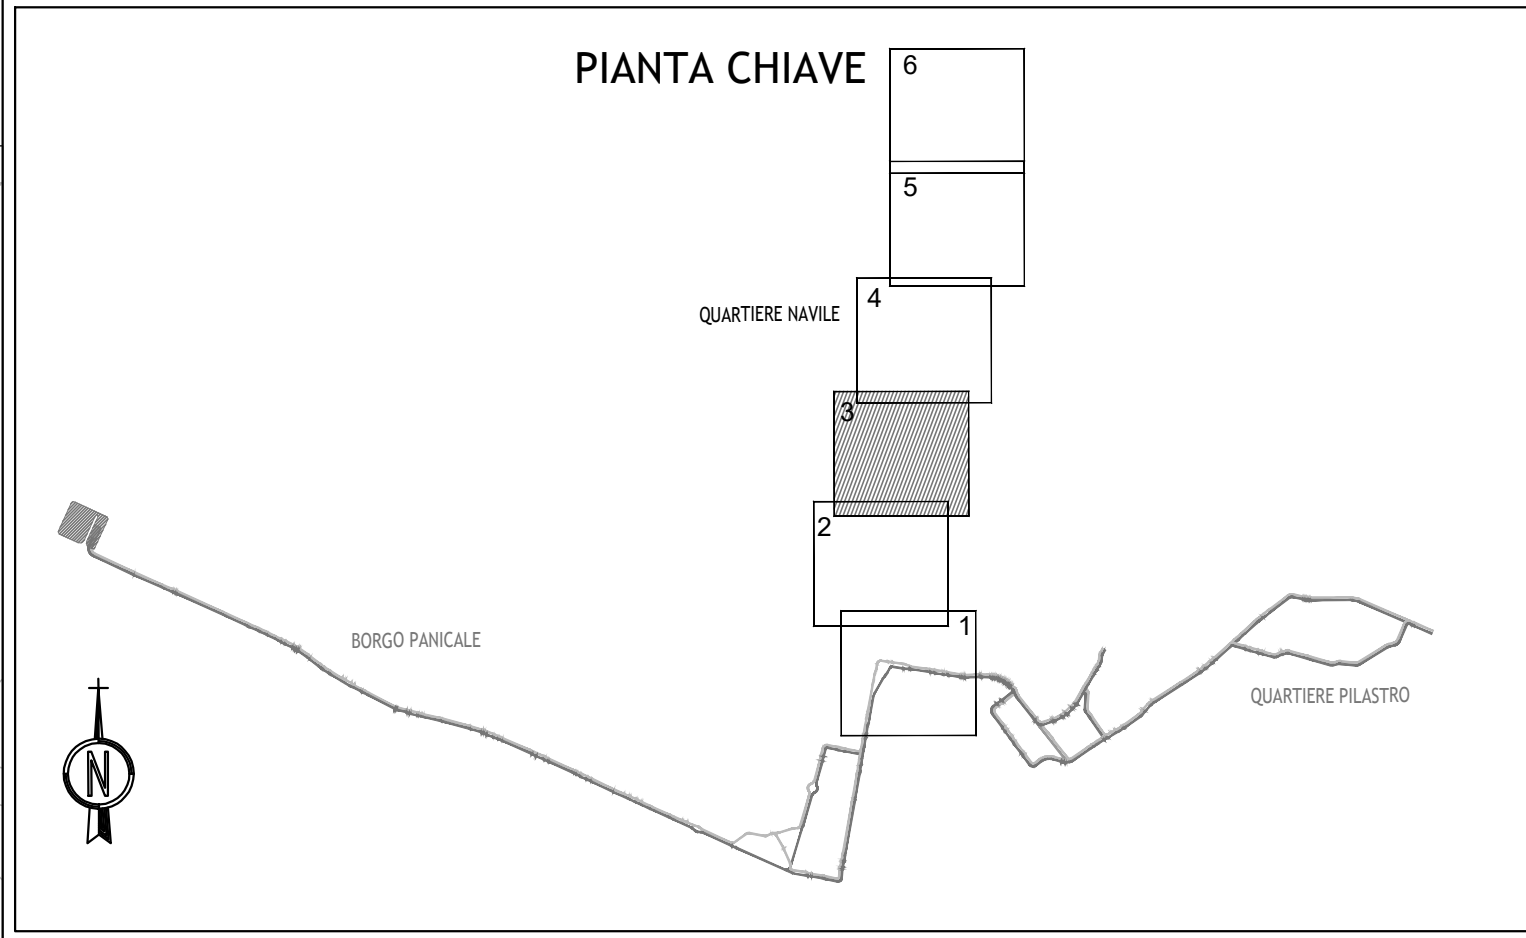 PIANTA CHIAVE
6
5
4
QUARTIERE NAVILE
3
2
1
BORGO PANICALE
QUARTIERE PILASTRO
N